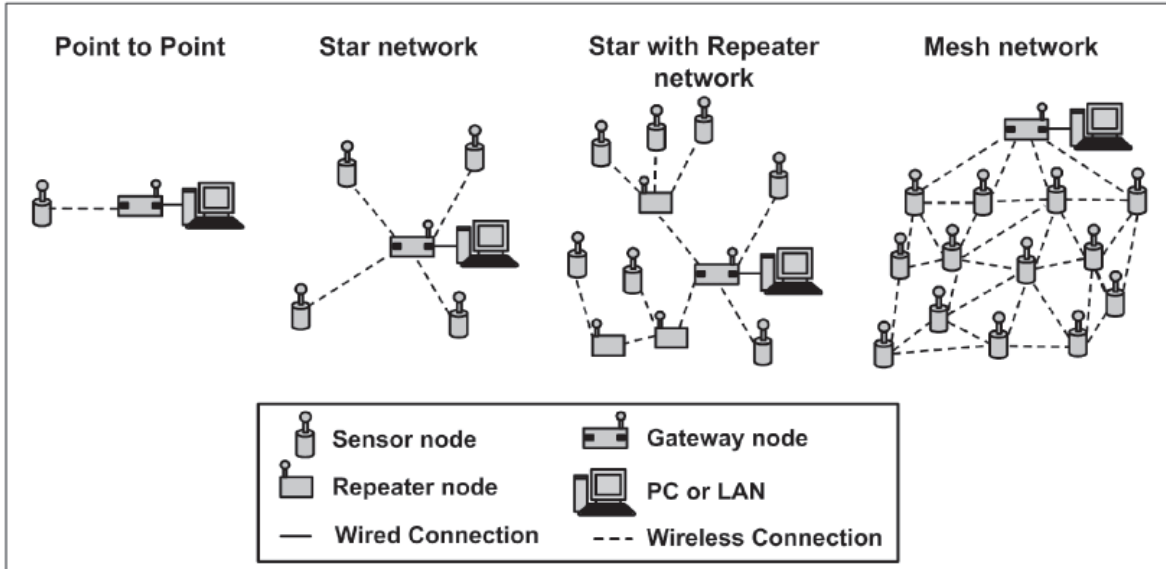 Point to Point
Star network
Star with Repeater
network
Mesh network
Sensor node
Gateway node
Repeater node
PC or LAN
Wired Connection
Wireless Connection